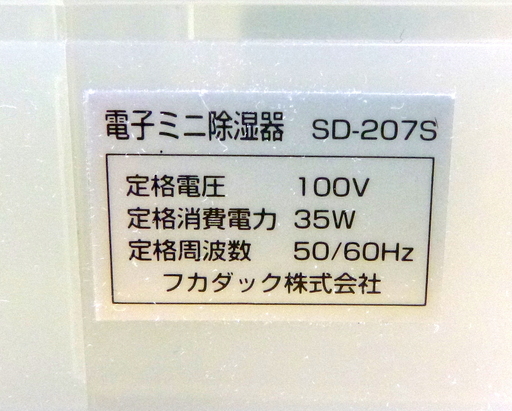 電子ミニ除湿器 SD-207S
定格電圧 100V
定格消費電力 35W
定格周波数 50/60Hz
フカダック株式会社